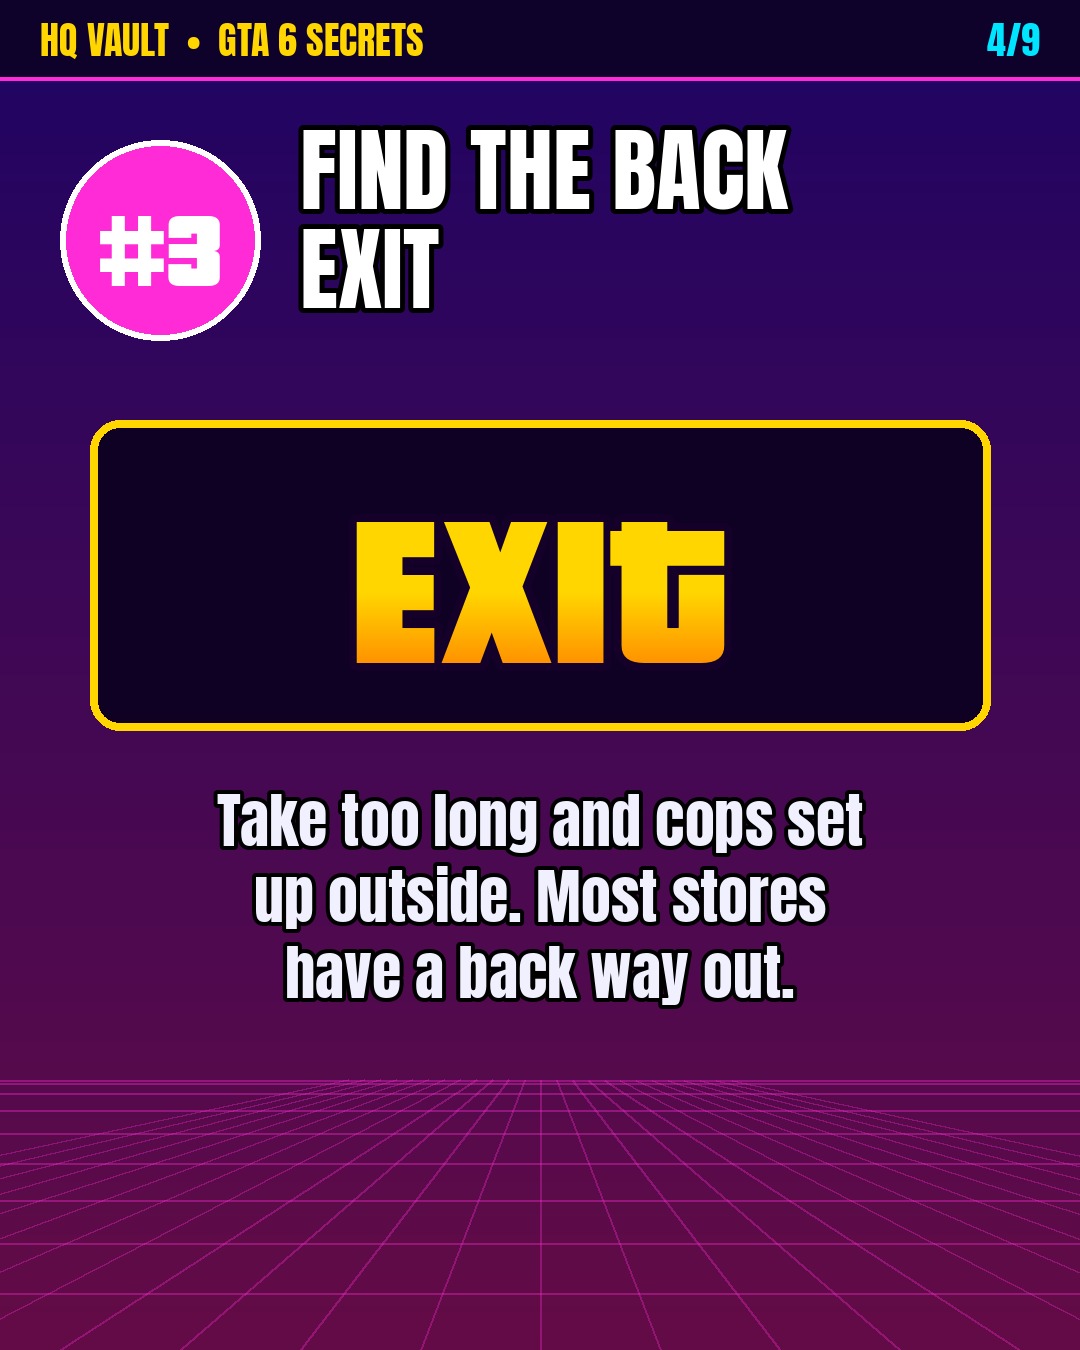 HQ VAULT • GTA 6 SECRETS
4/9
#3
FIND THE BACK
EXIT
EXIt
Take too long and cops set
up outside. Most stores
have a back way out.